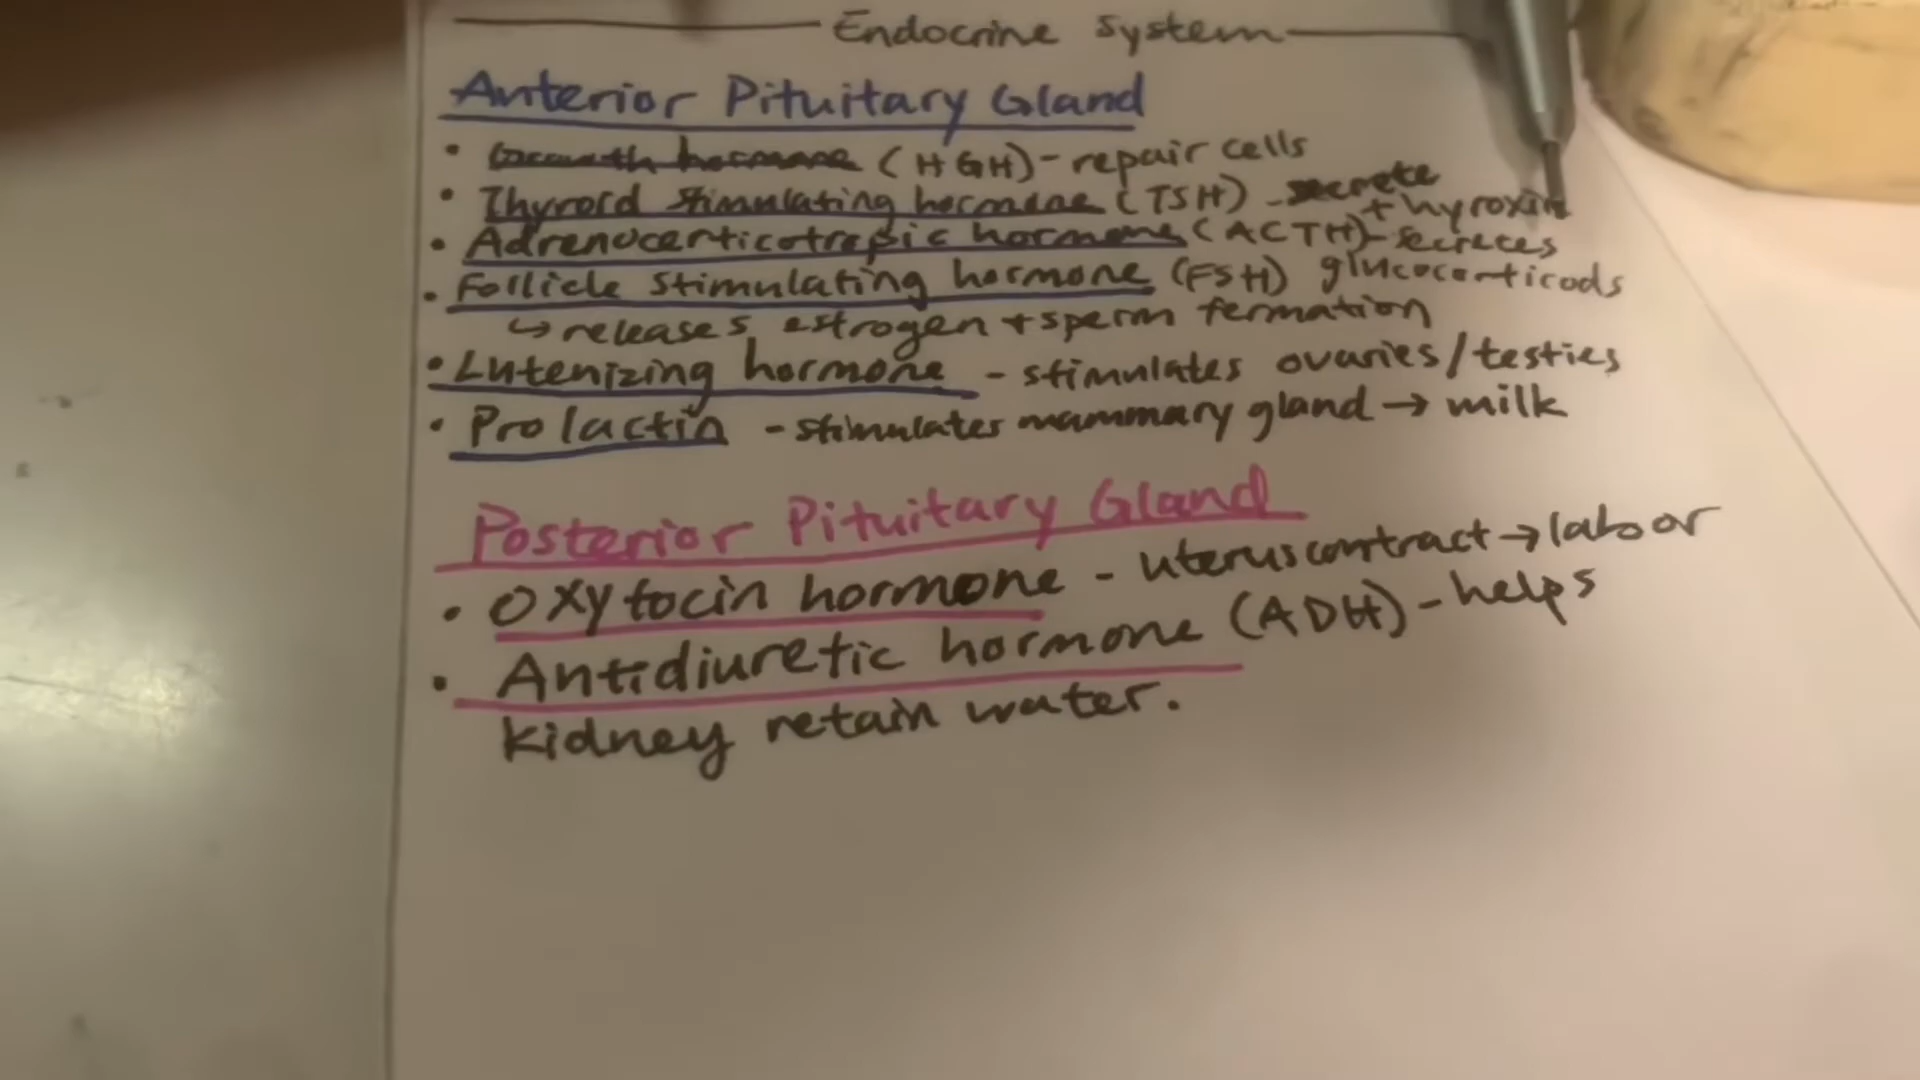 Endocrine System
Anterior Pituitary Gland
• Growth hormone (HGH) - repair cells
• Thyroid stimulating hormone (TSH) - secrete
thyroxin
• Adrenocorticotropic hormone (ACTH) - secretes
glucocorticods
• Follicle stimulating hormone (FSH)
↳ releases estrogen + sperm formation
• Lutenizing hormone - stimulates ovaries/testies
• Prolactin - stimulates mammary gland → milk
Posterior Pituitary Gland
• Oxytocin hormone - uterus contract → labor
• Antidiuretic hormone (ADH) - helps
kidney retain water.